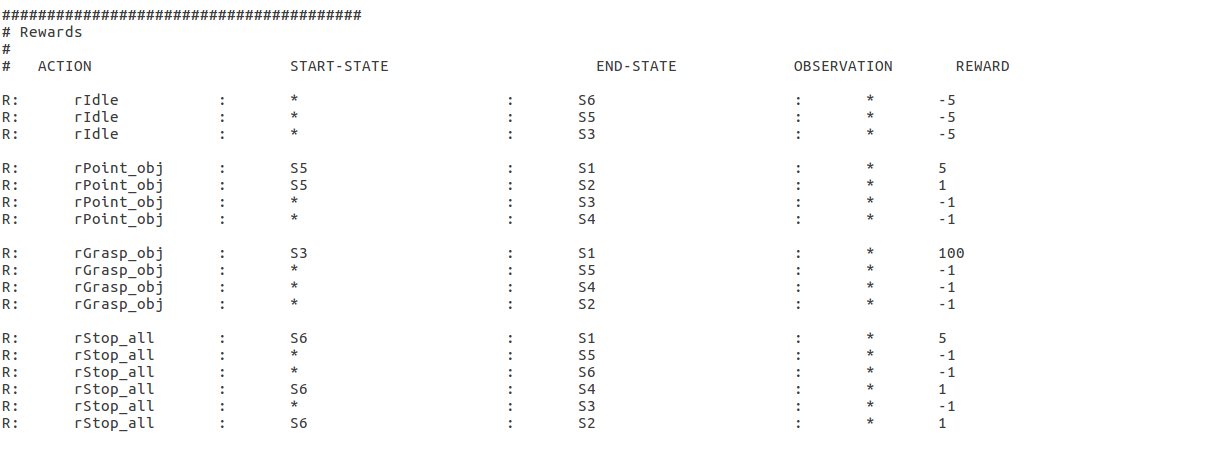 ########################################
# Rewards
#
#   ACTION                      START-STATE                       END-STATE             OBSERVATION       REWARD
R:      rIdle           :       *                       :       S6                      :       *       -5
R:      rIdle           :       *                       :       S5                      :       *       -5
R:      rIdle           :       *                       :       S3                      :       *       -5
R:      rPoint_obj      :       S5                      :       S1                      :       *       5
R:      rPoint_obj      :       S5                      :       S2                      :       *       1
R:      rPoint_obj      :       *                       :       S3                      :       *       -1
R:      rPoint_obj      :       *                       :       S4                      :       *       -1
R:      rGrasp_obj      :       S3                      :       S1                      :       *       100
R:      rGrasp_obj      :       *                       :       S5                      :       *       -1
R:      rGrasp_obj      :       *                       :       S4                      :       *       -1
R:      rGrasp_obj      :       *                       :       S2                      :       *       -1
R:      rStop_all       :       S6                      :       S1                      :       *       5
R:      rStop_all       :       *                       :       S5                      :       *       -1
R:      rStop_all       :       *                       :       S6                      :       *       -1
R:      rStop_all       :       S6                      :       S4                      :       *       1
R:      rStop_all       :       *                       :       S3                      :       *       -1
R:      rStop_all       :       S6                      :       S2                      :       *       1